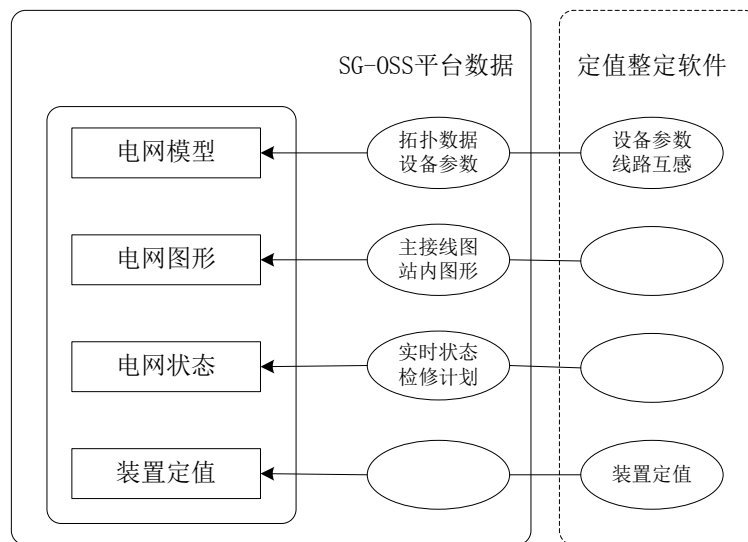 SG-OSS平台数据
定值整定软件
电网模型
拓扑数据
设备参数
设备参数
线路互感
电网图形
主接线图
站内图形
电网状态
实时状态
检修计划
装置定值
装置定值